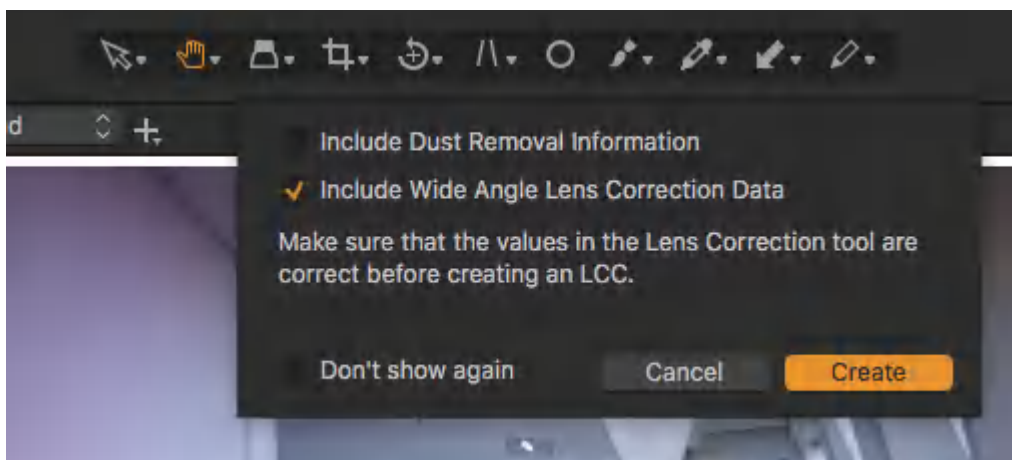 d
Include Dust Removal Information
Include Wide Angle Lens Correction Data
Make sure that the values in the Lens Correction tool are
correct before creating an LCC.
Don't show again
Cancel
Create